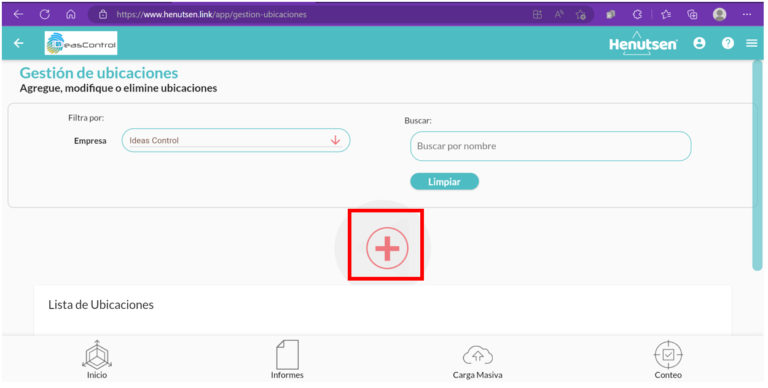 https://www.henutsen.link/app/gestion-ubicaciones
IdeasControl
Henutsen
Gestión de ubicaciones
Agregue, modifique o elimine ubicaciones
Filtra por:
Buscar:
Empresa
Ideas Control
Buscar por nombre
Limpiar
Lista de Ubicaciones
Inicio
Informes
Carga Masiva
Conteo